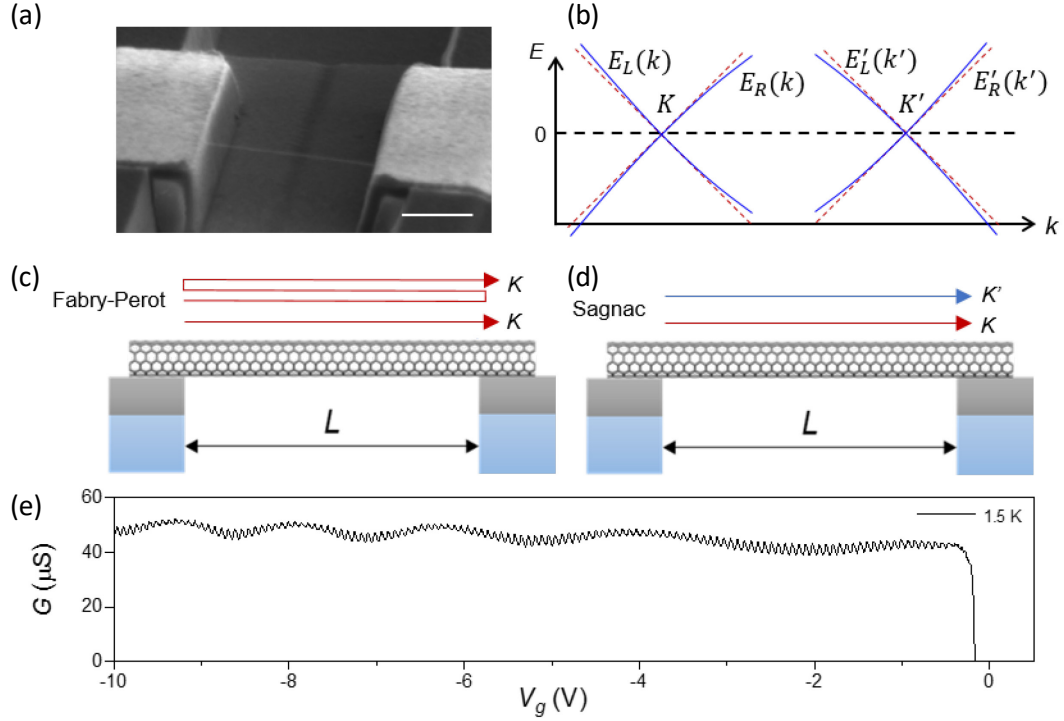 (a)
(b)
E
E_L(k)
E_R(k)
E'_L(k')
E'_R(k')
K
K'
0
k
(c)
Fabry-Perot
K
K
L
(d)
Sagnac
K'
K
L
(e)
60
40
20
0
G (μS)
1.5 K
-10
-8
-6
-4
-2
0
V_g (V)